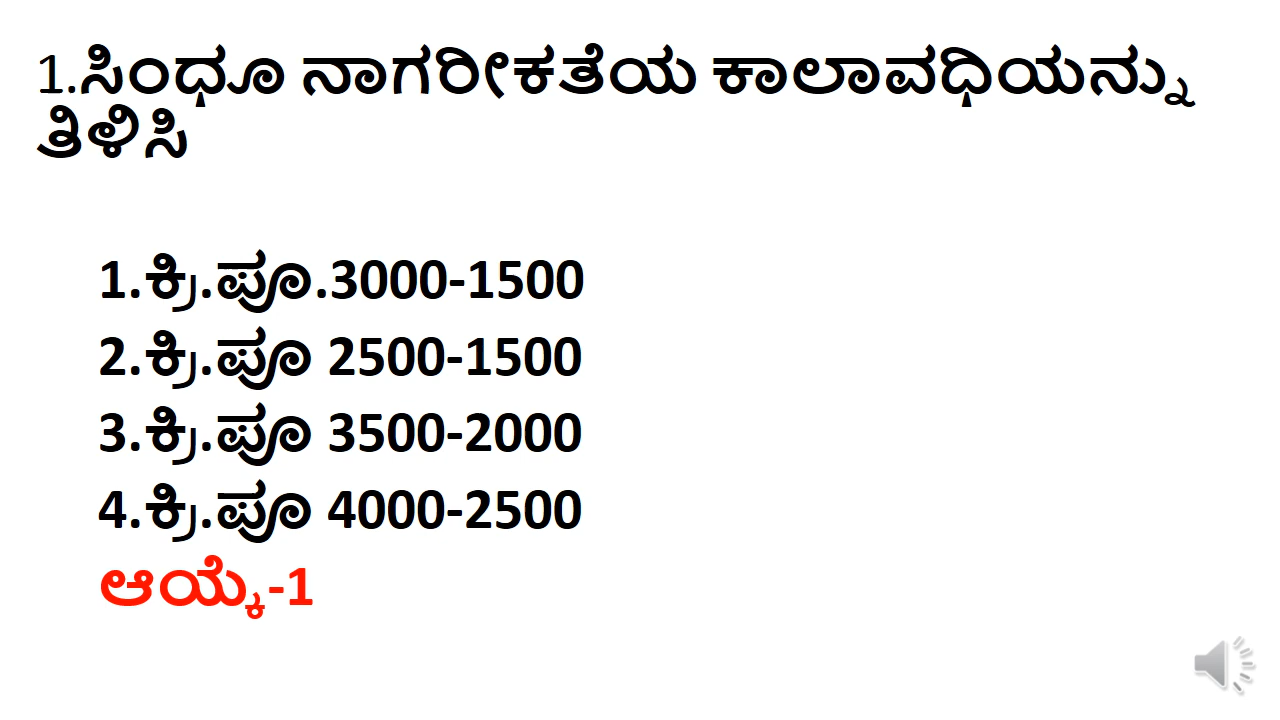 1.ಸಿಂಧೂ ನಾಗರೀಕತೆಯ ಕಾಲಾವಧಿಯನ್ನು
ತಿಳಿಸಿ
1.ಕ್ರಿ.ಪೂ.3000-1500
2.ಕ್ರಿ.ಪೂ 2500-1500
3.ಕ್ರಿ.ಪೂ 3500-2000
4.ಕ್ರಿ.ಪೂ 4000-2500
ಆಯ್ಕೆ-1